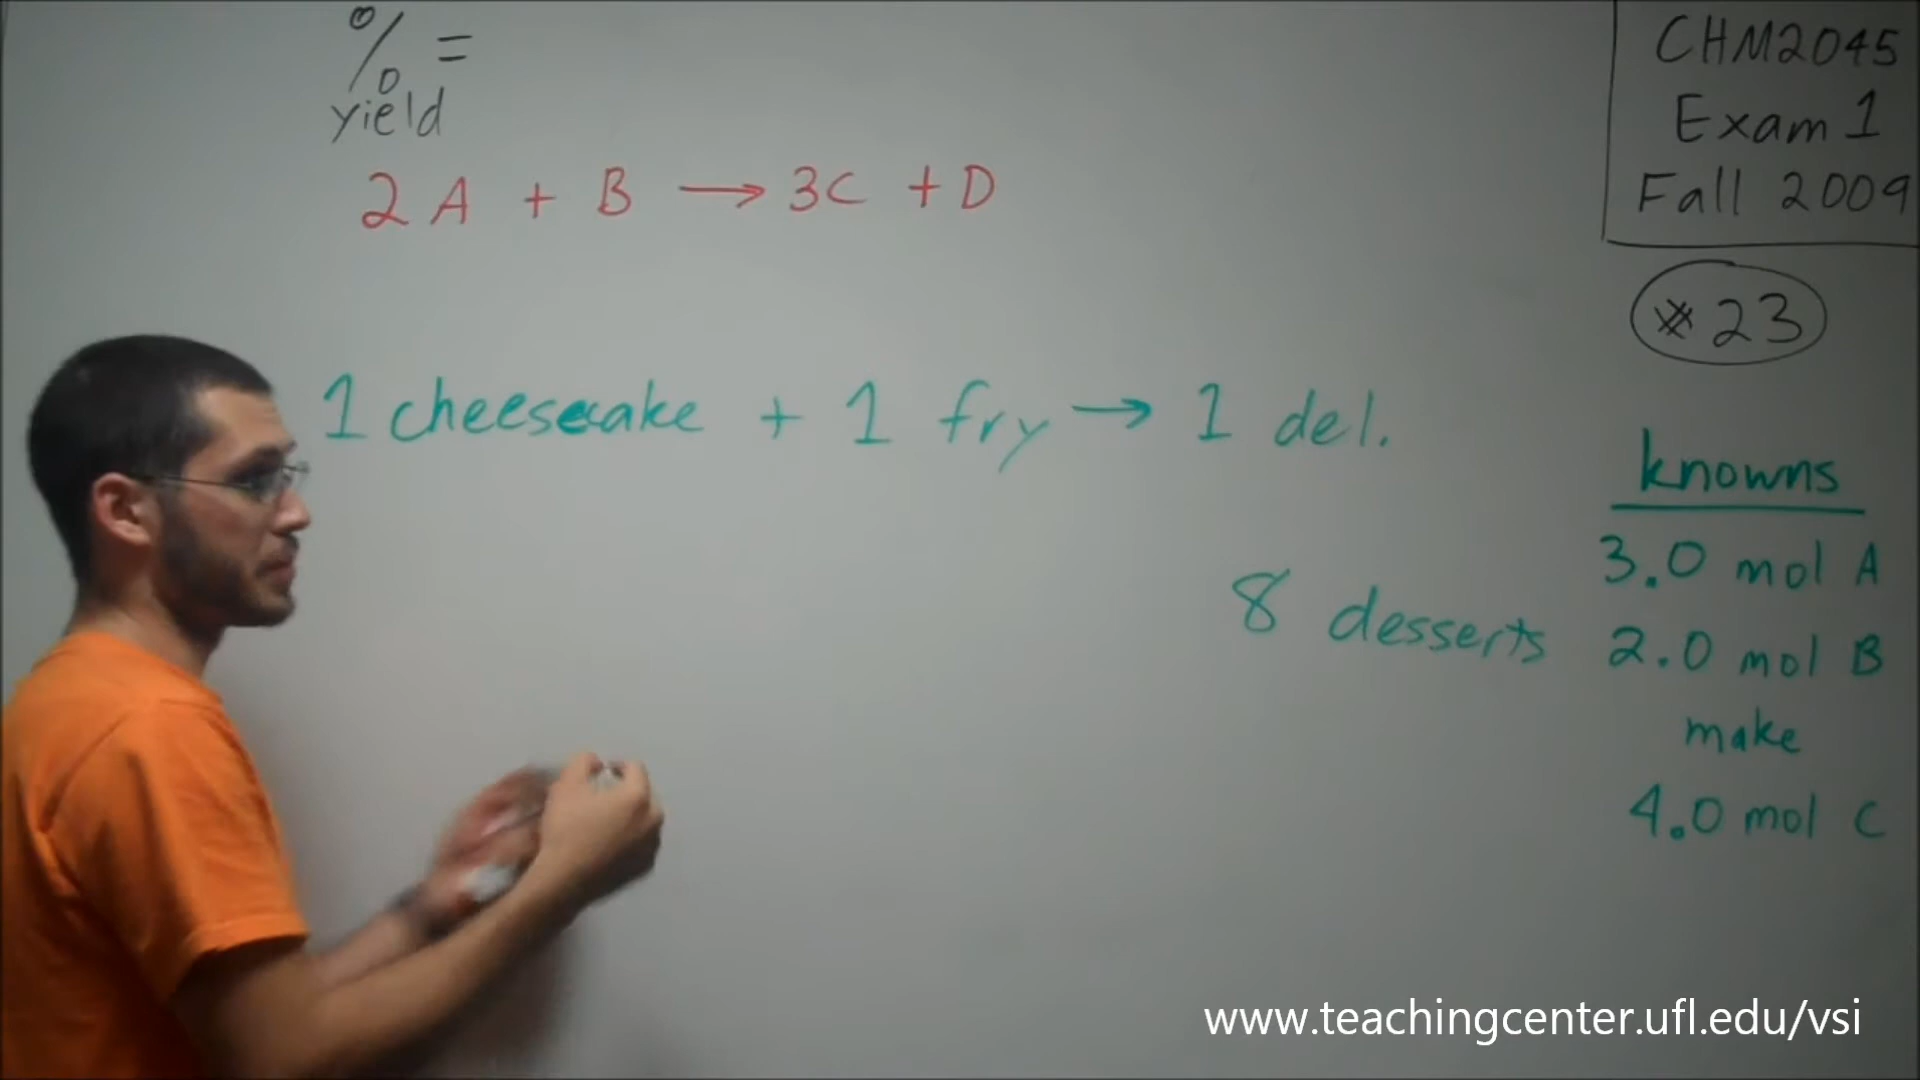 % =
yield
2A + B → 3C + D
1 cheesecake + 1 fry → 1 del.
8 desserts
CHM2045
Exam 1
Fall 2009
# 23
knowns
3.0 mol A
2.0 mol B
make
4.0 mol C
www.teachingcenter.ufl.edu/vsi